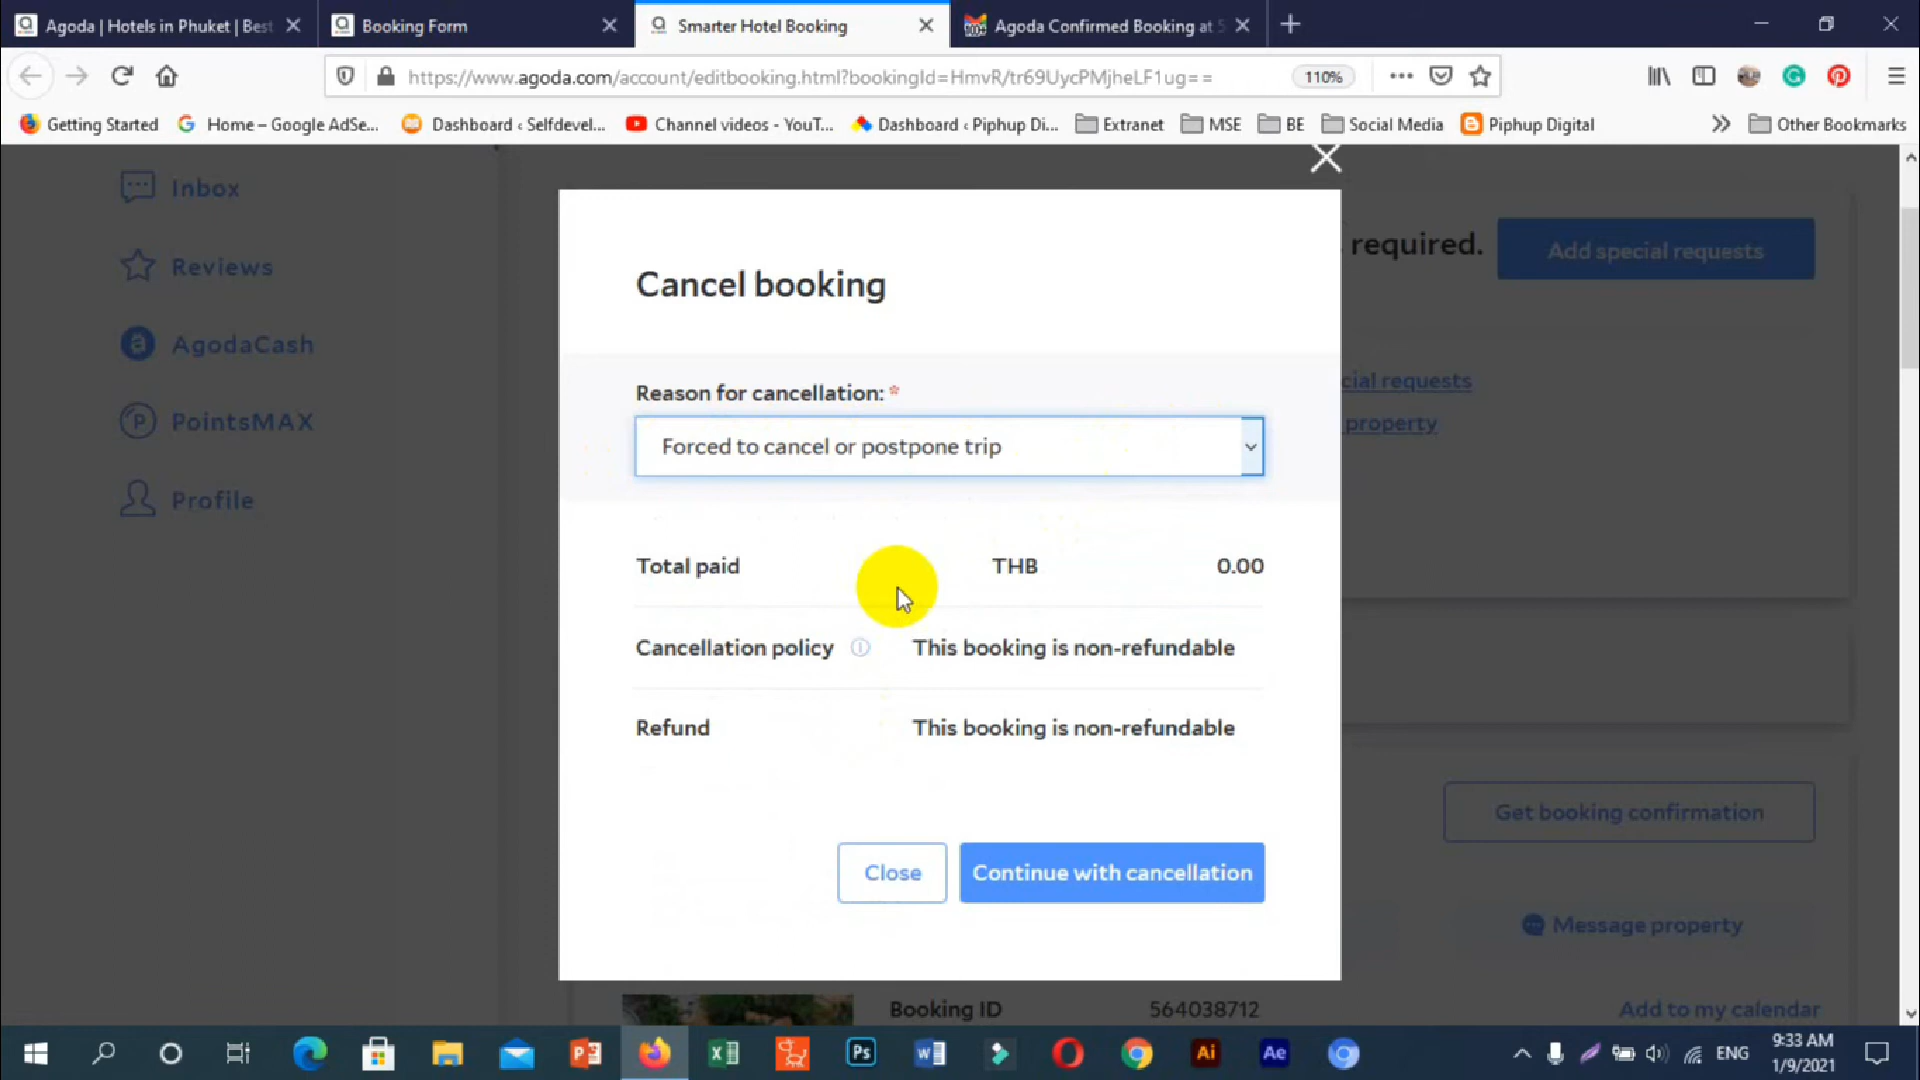 Agoda | Hotels in Phuket | Best
Booking Form
Smarter Hotel Booking
Agoda Confirmed Booking at
https://www.agoda.com/account/editbooking.html?bookingId=HmvR/tr69UycPMjheLF1ug==
110%
Getting Started
Home – Google AdSe...
Dashboard ‹ Selfdevel...
Channel videos - YouT...
Dashboard ‹ Piphup Di...
Extranet
MSE
BE
Social Media
Piphup Digital
Other Bookmarks
Inbox
Reviews
AgodaCash
PointsMAX
Profile
required.
Add special requests
cial requests
property
Cancel booking
Reason for cancellation: *
Forced to cancel or postpone trip
Total paid THB 0.00
Cancellation policy This booking is non-refundable
Refund This booking is non-refundable
Close
Continue with cancellation
Get booking confirmation
Message property
Booking ID 564038712
Add to my calendar
ENG
9:33 AM
1/9/2021